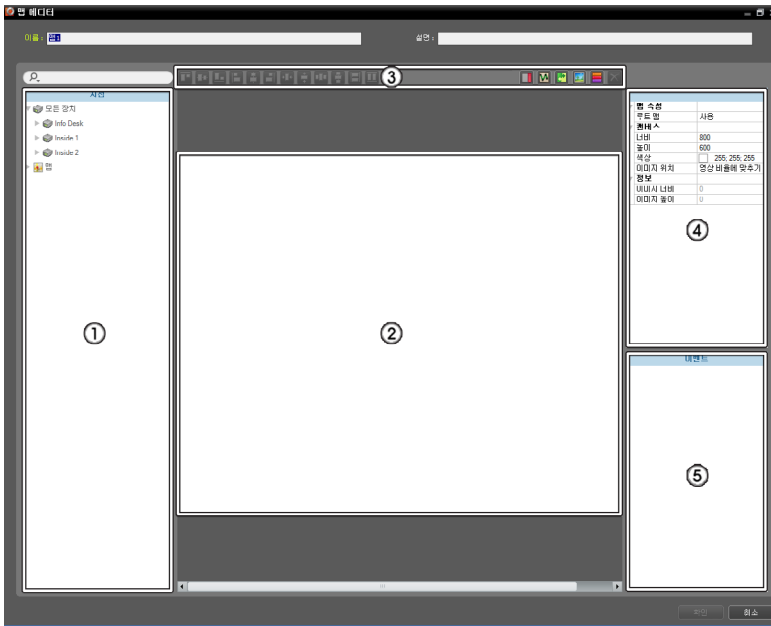 맵 에디터
이름 : 맵1
설명 :
③
사이트
모든 장치
Info Desk
Inside 1
Inside 2
맵
①
②
맵 속성
루트 맵 사용
캔버스
너비 800
높이 600
색상 255; 255; 255
이미지 위치 영상 비율에 맞추기
정보
이미지 너비 0
이미지 높이 0
④
이벤트
⑤
확인 취소